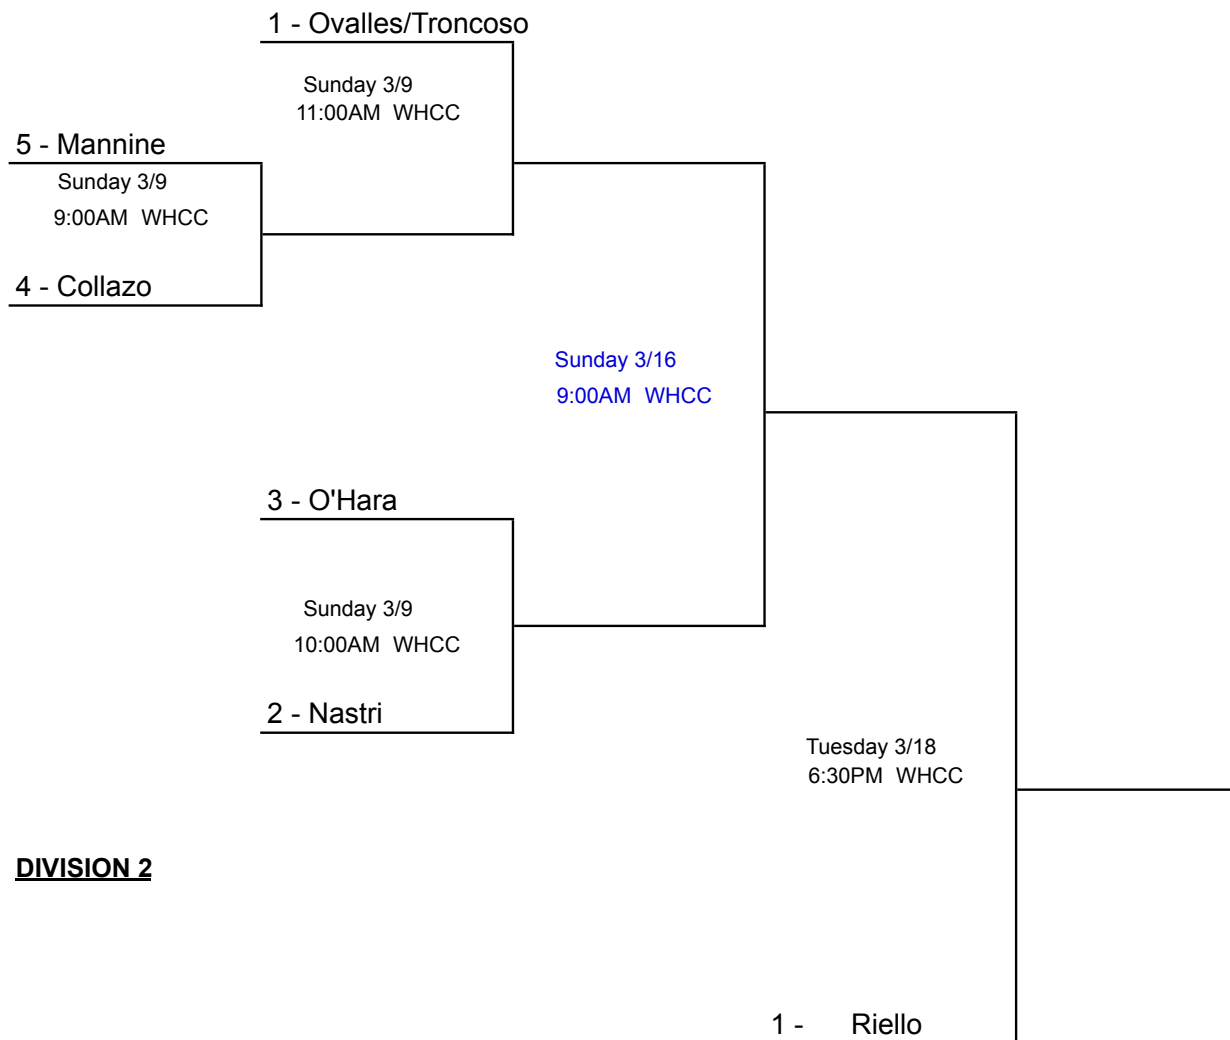 1 - Ovalles/Troncoso
Sunday 3/9
11:00AM WHCC
5 - Mannine
Sunday 3/9
9:00AM WHCC
4 - Collazo
Sunday 3/16
9:00AM WHCC
3 - O'Hara
Sunday 3/9
10:00AM WHCC
2 - Nastri
Tuesday 3/18
6:30PM WHCC
DIVISION 2
1 - Riello